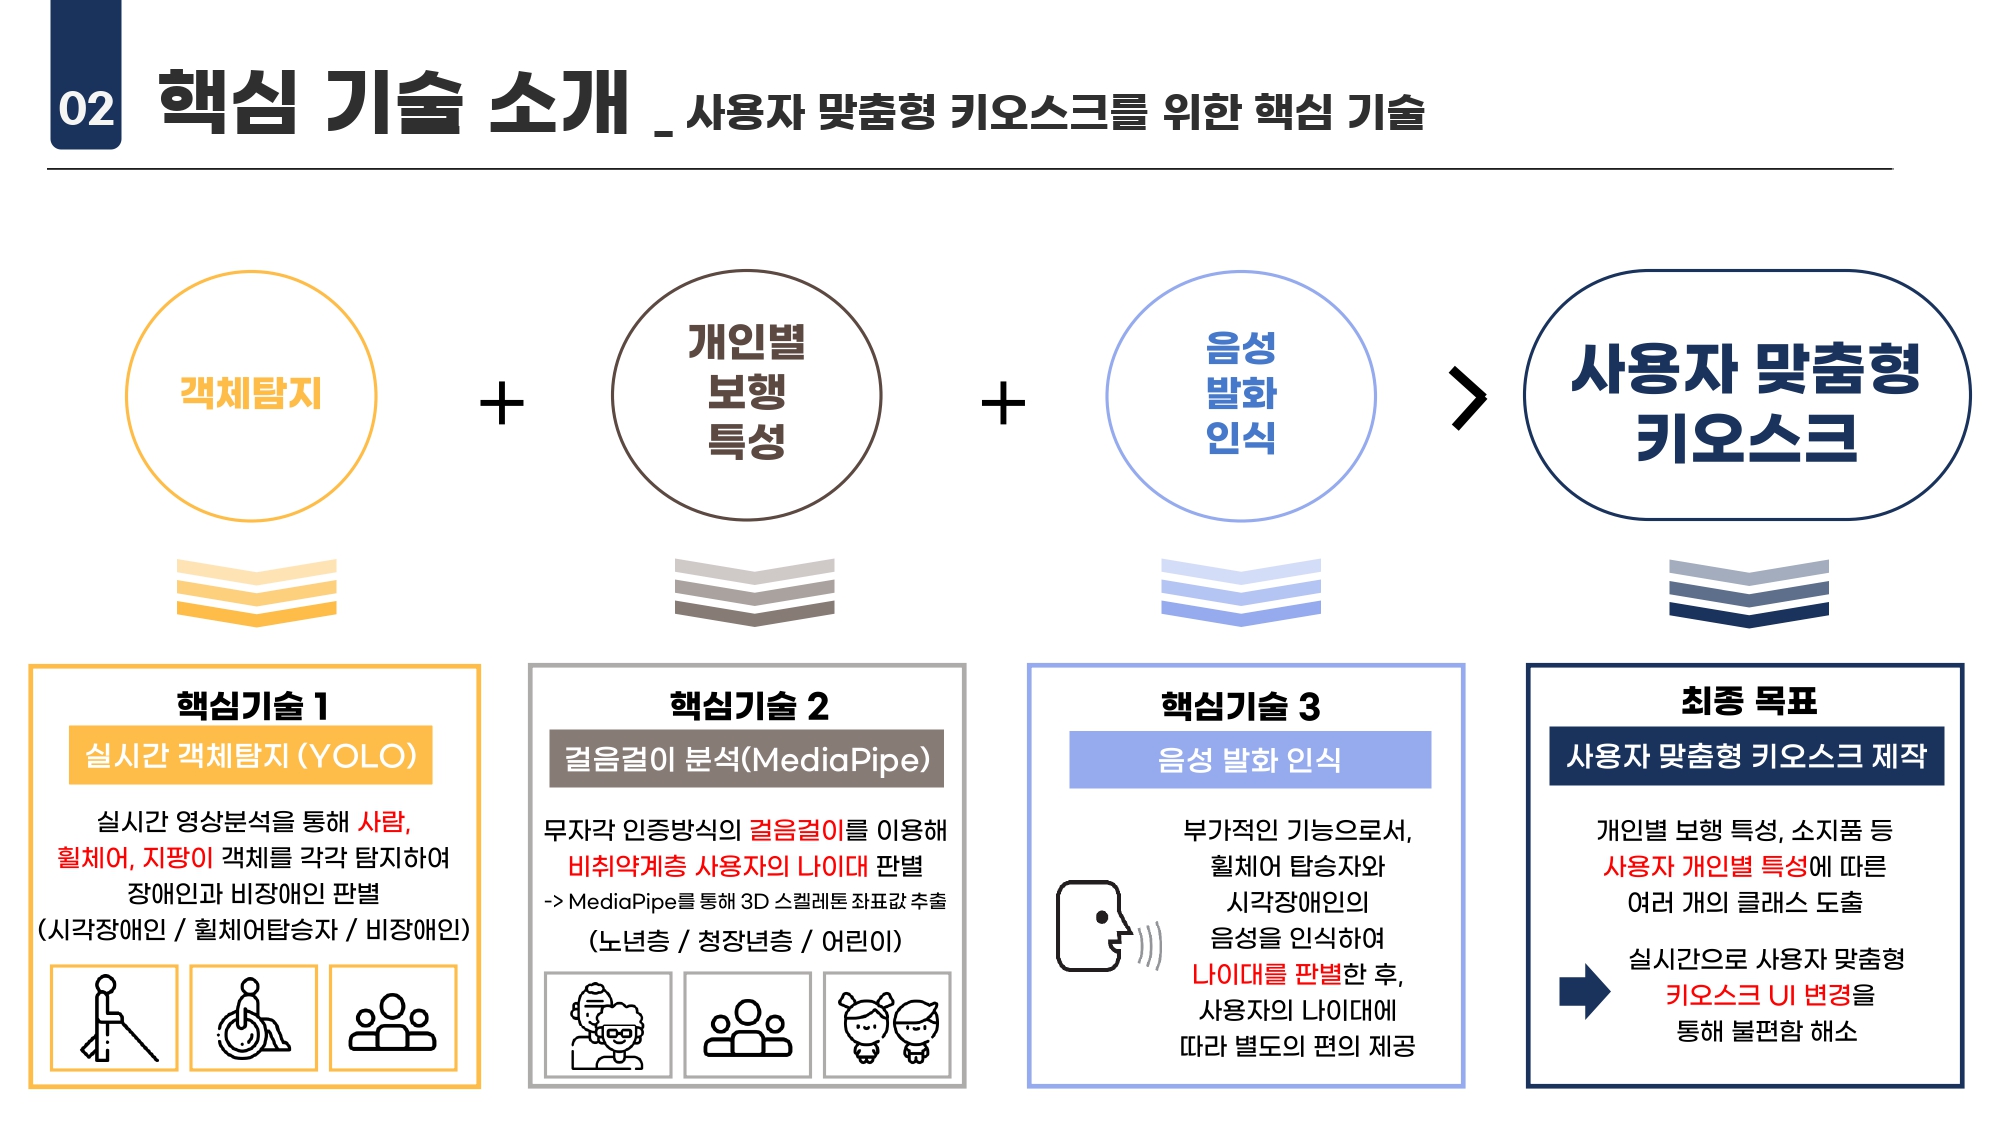 02
핵심 기술 소개 _ 사용자 맞춤형 키오스크를 위한 핵심 기술
객체탐지
+
개인별
보행
특성
+
음성
발화
인식
사용자 맞춤형
키오스크
핵심기술 1
실시간 객체탐지 (YOLO)
실시간 영상분석을 통해 사람,
휠체어, 지팡이 객체를 각각 탐지하여
장애인과 비장애인 판별
(시각장애인 / 휠체어탑승자 / 비장애인)
핵심기술 2
걸음걸이 분석(MediaPipe)
무자각 인증방식의 걸음걸이를 이용해
비취약계층 사용자의 나이대 판별
-> MediaPipe를 통해 3D 스켈레톤 좌표값 추출
(노년층 / 청장년층 / 어린이)
핵심기술 3
음성 발화 인식
부가적인 기능으로서,
휠체어 탑승자와
시각장애인의
음성을 인식하여
나이대를 판별한 후,
사용자의 나이대에
따라 별도의 편의 제공
최종 목표
사용자 맞춤형 키오스크 제작
개인별 보행 특성, 소지품 등
사용자 개인별 특성에 따른
여러 개의 클래스 도출
실시간으로 사용자 맞춤형
키오스크 UI 변경을
통해 불편함 해소